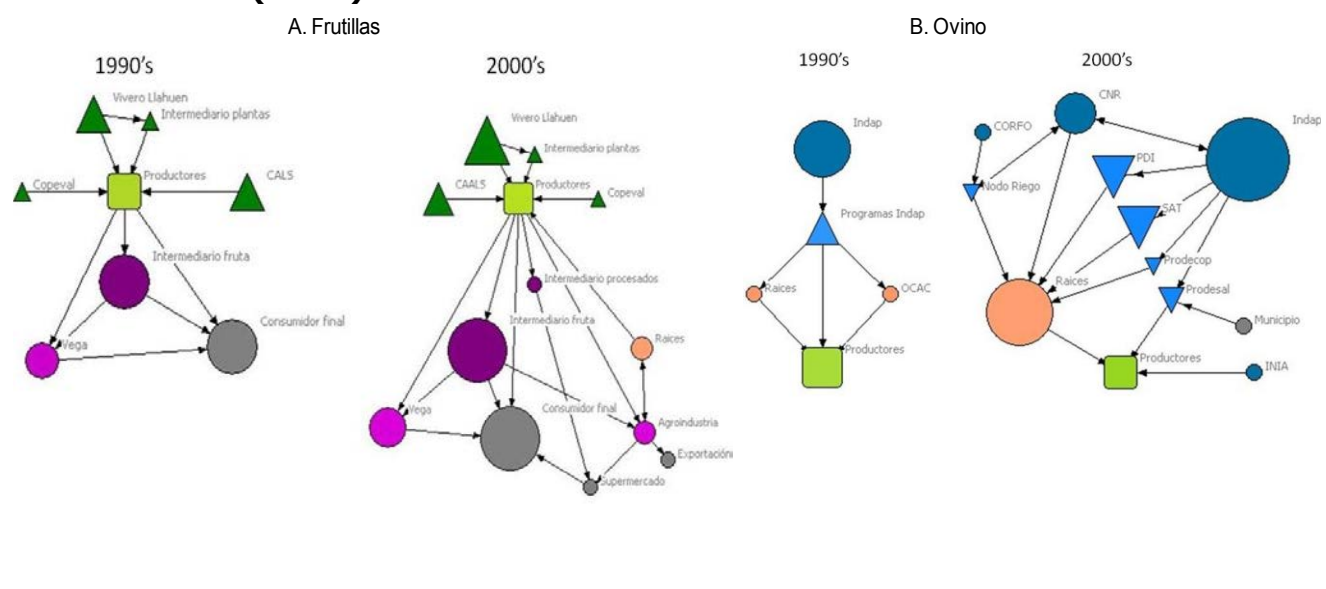 A. Frutillas
B. Ovino
1990's
Vivero Llahuen
Intermediario plantas
Copeval
Productores
CALS
Intermediario fruta
Consumidor final
Vega
2000's
Vivero Llahuen
Intermediario plantas
CAALS
Productores
Copeval
Intermediario procesados
Intermediario fruta
Raices
Vega
Consumidor final
Agroindustria
Exportación
Supermercado
1990's
Indap
Programas Indap
Raices
OCAC
Productores
2000's
CNR
CORFO
Indap
PDI
Nodo Riego
SAT
Prodecop
Raices
Prodesal
Municipio
Productores
INIA